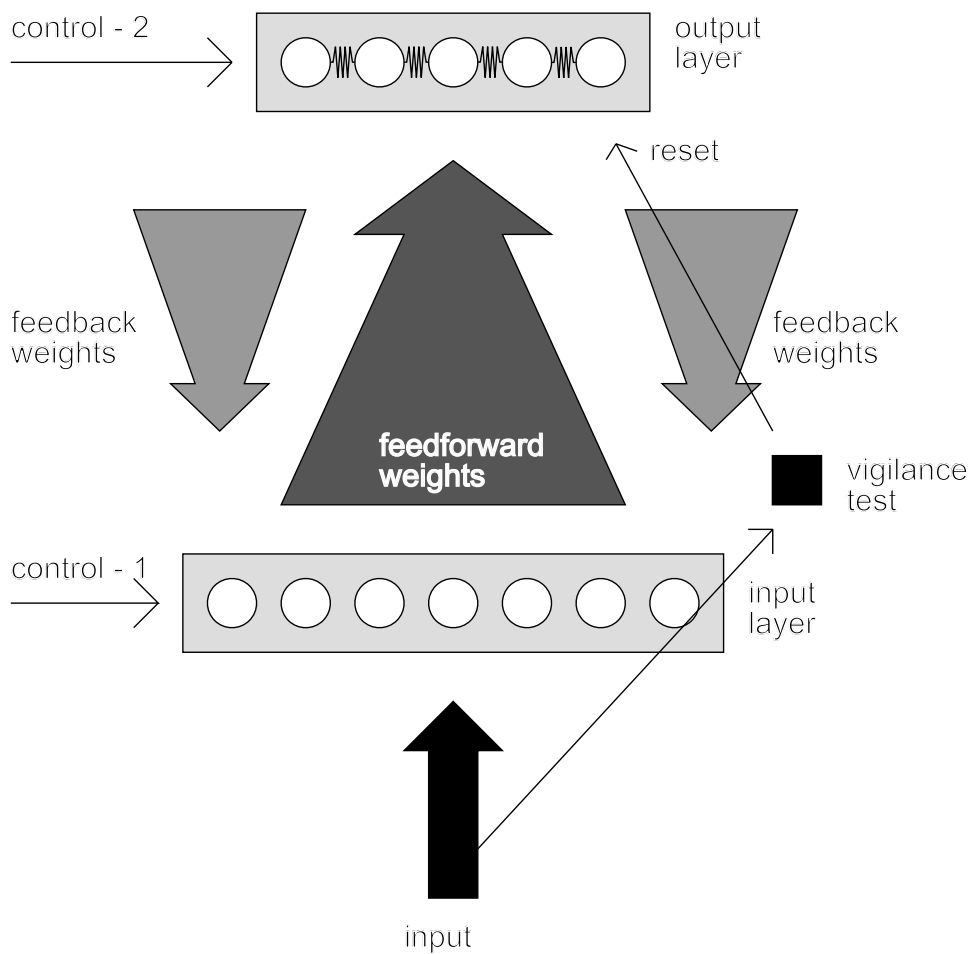 control - 2
output
layer
reset
feedback
weights
feedback
weights
feedforward
weights
vigilance
test
control - 1
input
layer
input